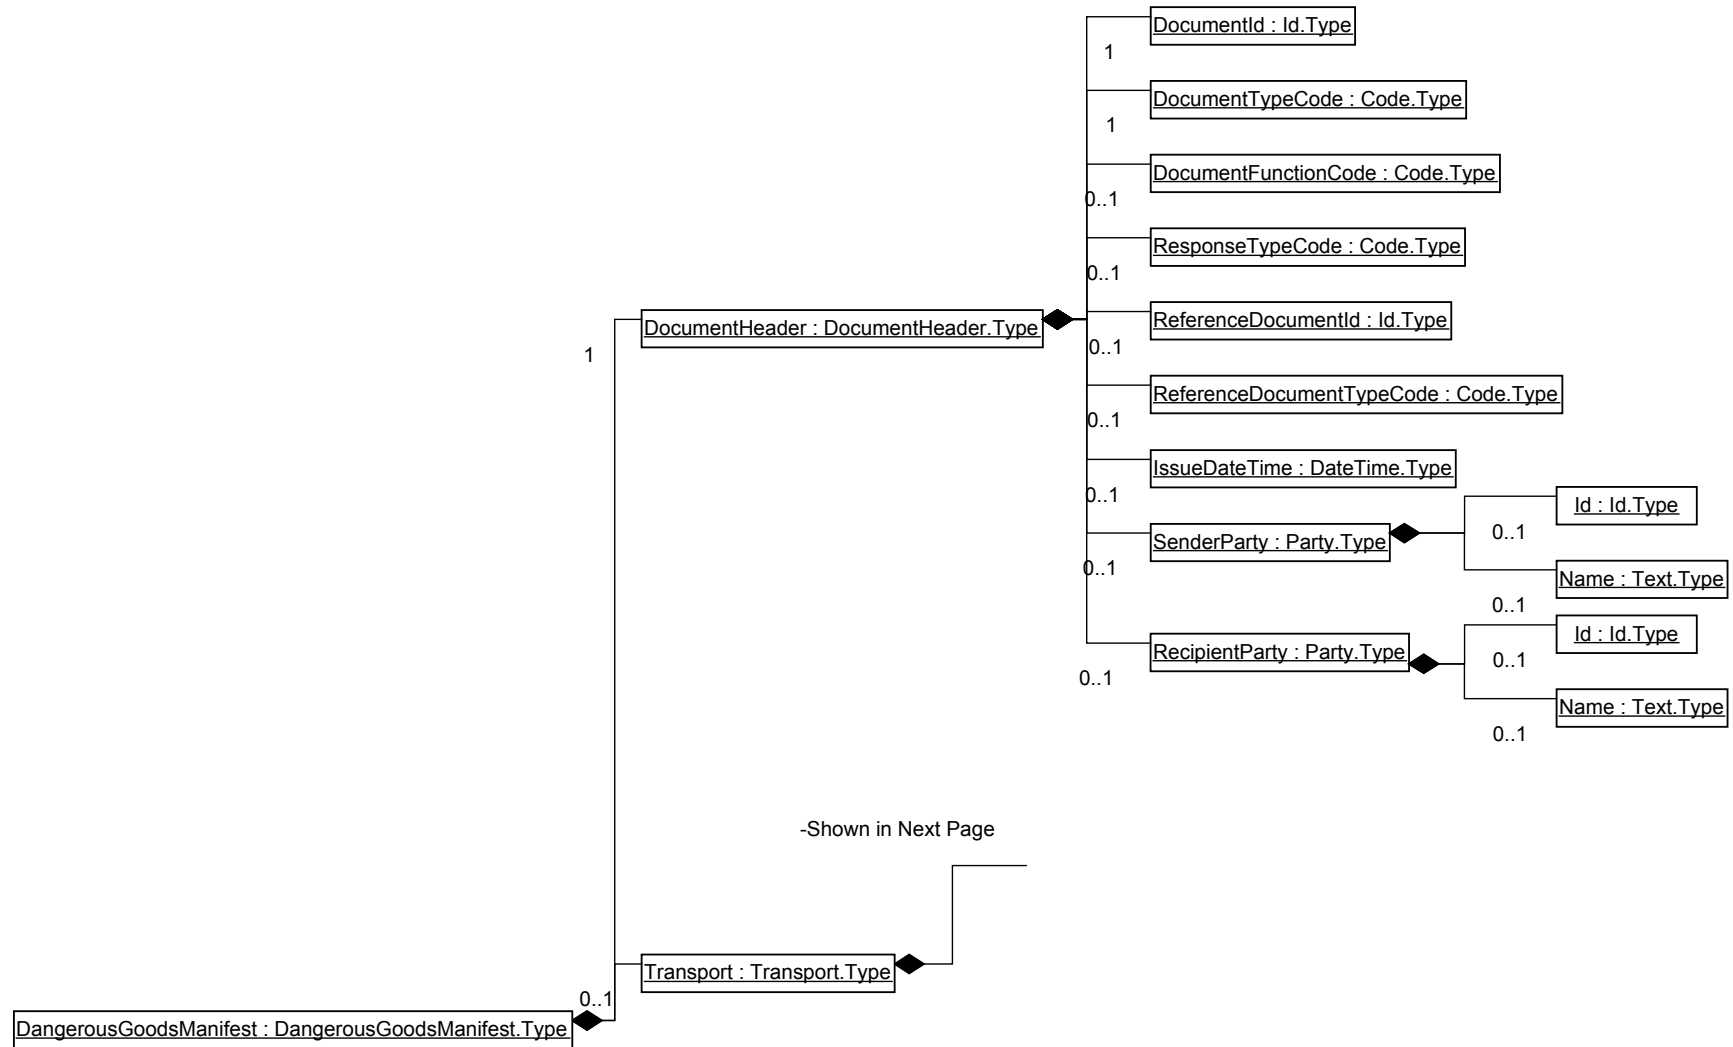 DocumentId : Id.Type
1
DocumentTypeCode : Code.Type
1
DocumentFunctionCode : Code.Type
0..1
ResponseTypeCode : Code.Type
0..1
DocumentHeader : DocumentHeader.Type
1
ReferenceDocumentId : Id.Type
0..1
ReferenceDocumentTypeCode : Code.Type
0..1
IssueDateTime : DateTime.Type
0..1
SenderParty : Party.Type
0..1
Id : Id.Type
0..1
Name : Text.Type
0..1
RecipientParty : Party.Type
0..1
Id : Id.Type
0..1
Name : Text.Type
0..1
-Shown in Next Page
Transport : Transport.Type
0..1
DangerousGoodsManifest : DangerousGoodsManifest.Type